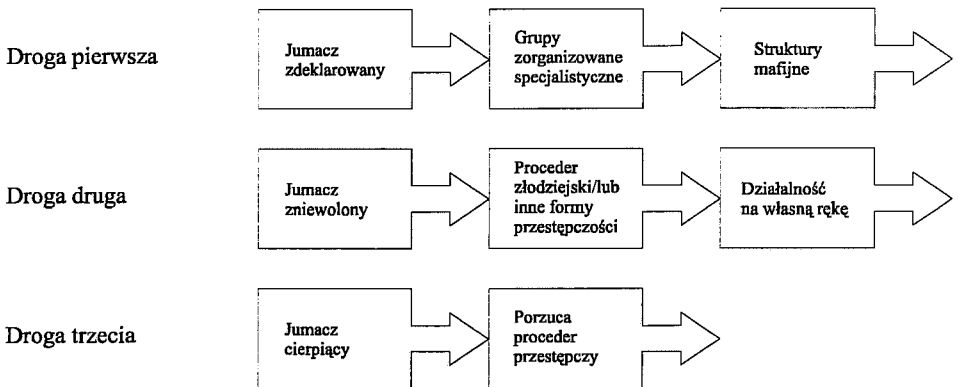 Droga pierwsza
Jumacz
zdeklarowany
Grupy
zorganizowane
specjalistyczne
Struktury
mafijne
Droga druga
Jumacz
zniewolony
Proceder
złodziejski/lub
inne formy
przestępczości
Działalność
na własną rękę
Droga trzecia
Jumacz
cierpiący
Porzuca
proceder
przestępczy